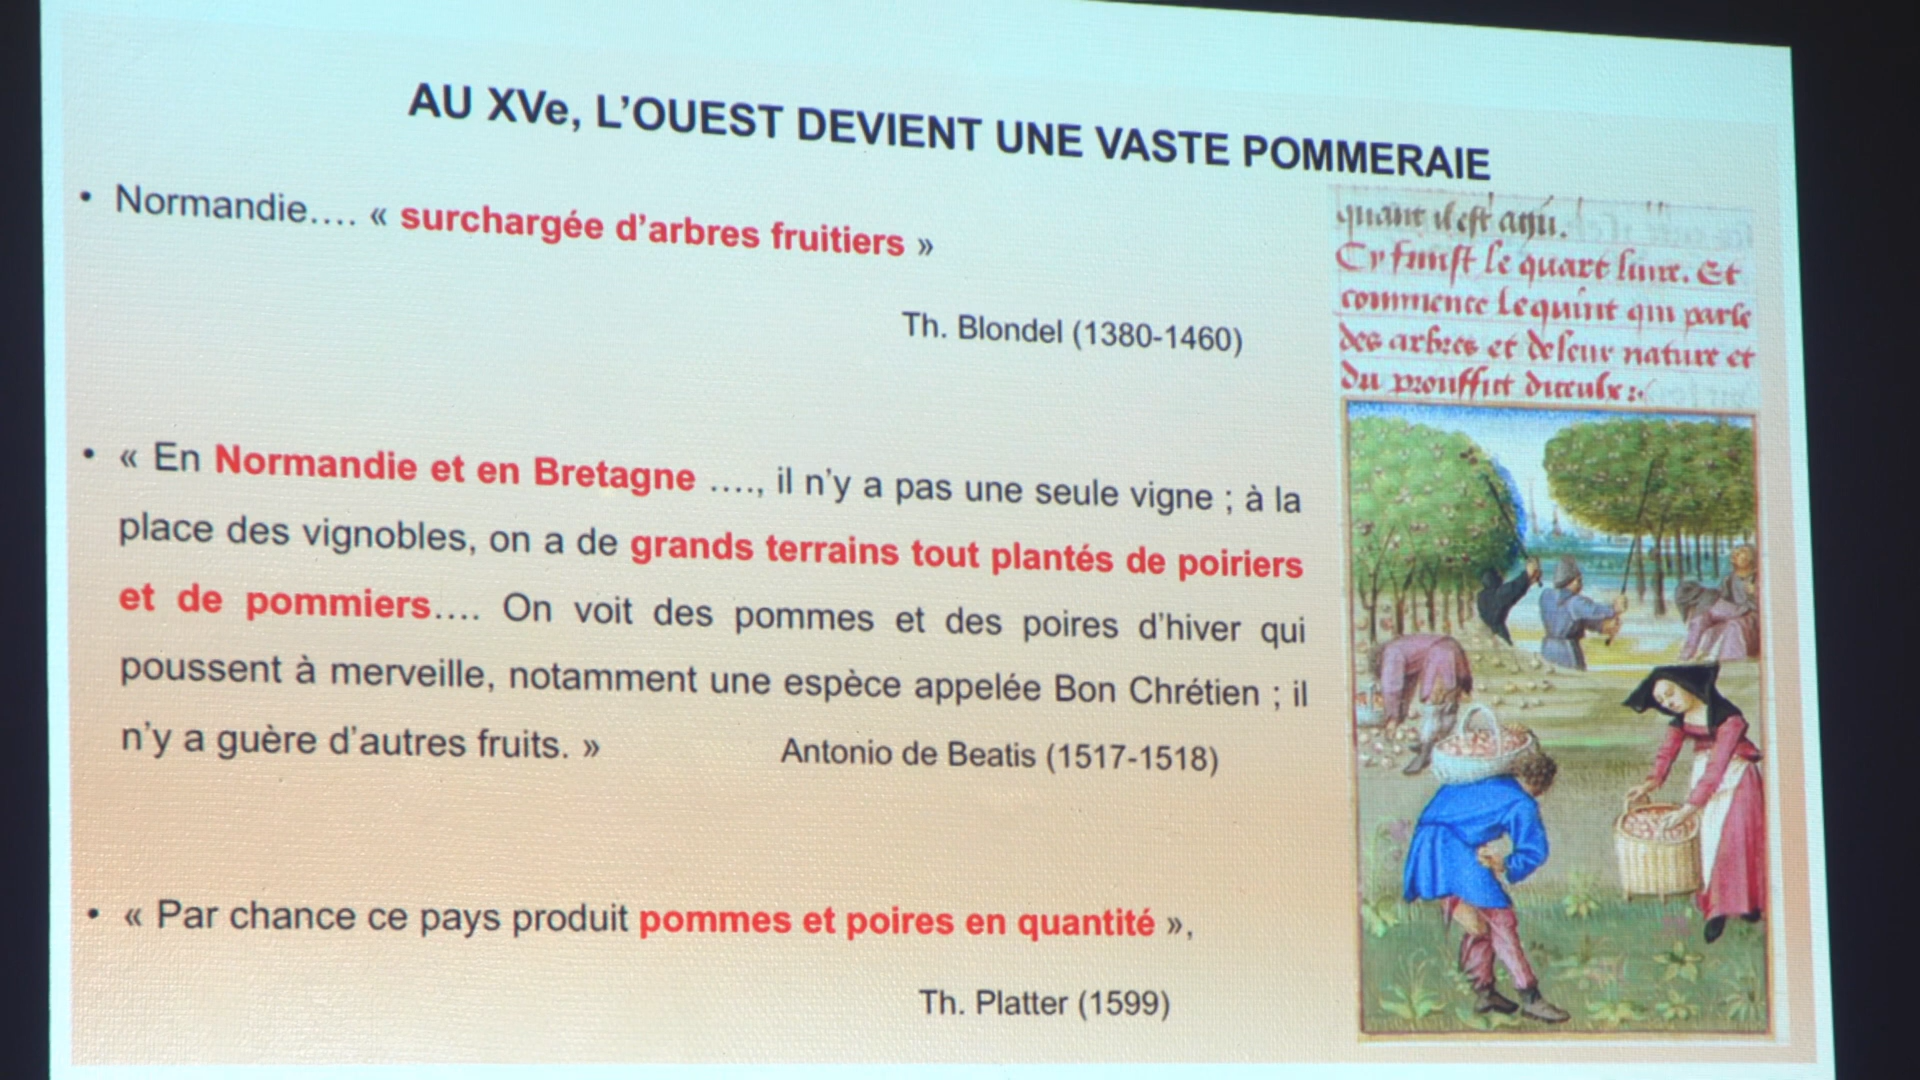 AU XVe, L'OUEST DEVIENT UNE VASTE POMMERAIE
• Normandie…. « surchargée d'arbres fruitiers »
Th. Blondel (1380-1460)
• « En Normandie et en Bretagne …., il n'y a pas une seule vigne ; à la
place des vignobles, on a de grands terrains tout plantés de poiriers
et de pommiers…. On voit des pommes et des poires d'hiver qui
poussent à merveille, notamment une espèce appelée Bon Chrétien ; il
n'y a guère d'autres fruits. »
Antonio de Beatis (1517-1518)
• « Par chance ce pays produit pommes et poires en quantité »,
Th. Platter (1599)
quant il est
le quart livre. Et
commence le quint qui parle
des arbres et de leur nature et
du prouffict